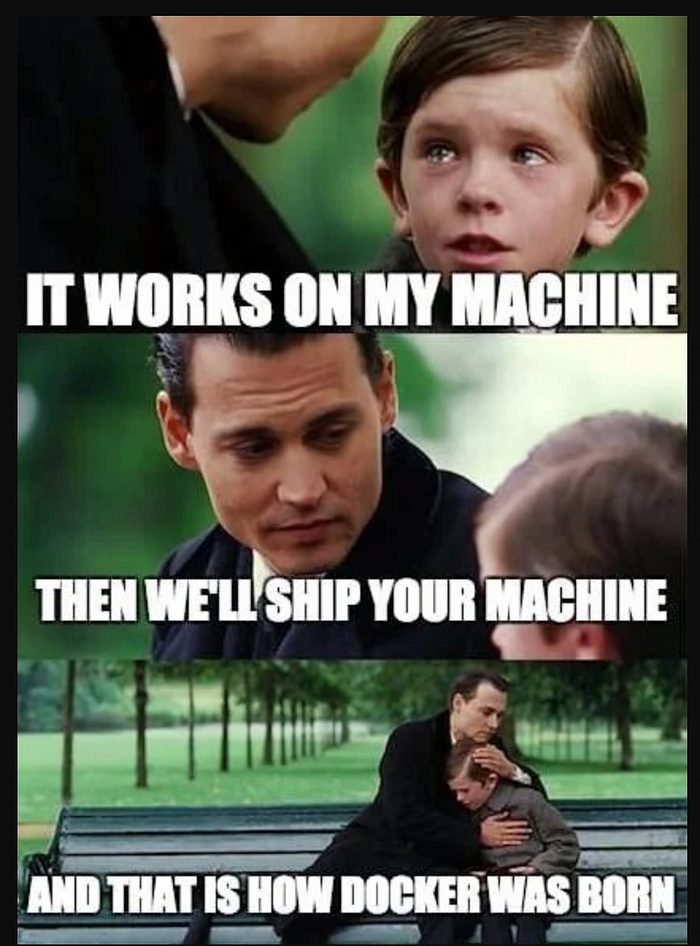 IT WORKS ON MY MACHINE
THEN WE'LL SHIP YOUR MACHINE
AND THAT IS HOW DOCKER WAS BORN